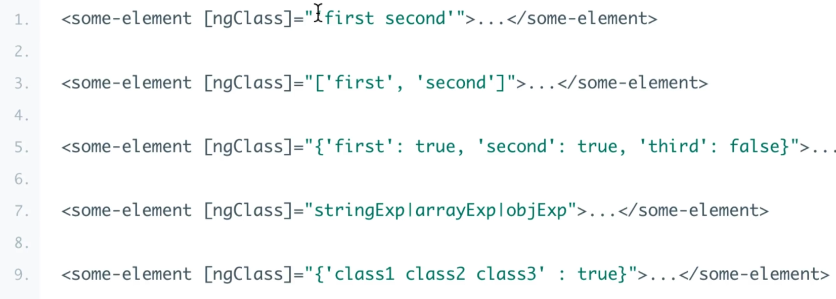 1. <some-element [ngClass]="'first second'">...</some-element>
2.
3. <some-element [ngClass]="['first', 'second']">...</some-element>
4.
5. <some-element [ngClass]="{'first': true, 'second': true, 'third': false}">...
6.
7. <some-element [ngClass]="stringExp|arrayExp|objExp">...</some-element>
8.
9. <some-element [ngClass]="{'class1 class2 class3' : true}">...</some-element>